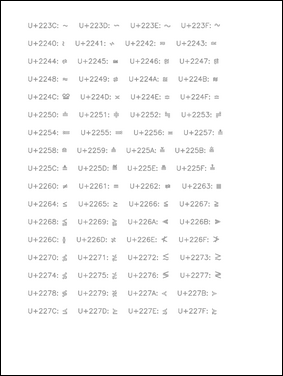 U+223C: ∼ U+223D: ∽ U+223E: ∾ U+223F: ∿
U+2240: ≀ U+2241: ≁ U+2242: ≂ U+2243: ≃
U+2244: ≄ U+2245: ≅ U+2246: ≆ U+2247: ≇
U+2248: ≈ U+2249: ≉ U+224A: ≊ U+224B: ≋
U+224C: ≌ U+224D: ≍ U+224E: ≎ U+224F: ≏
U+2250: ≐ U+2251: ≑ U+2252: ≒ U+2253: ≓
U+2254: ≔ U+2255: ≕ U+2256: ≖ U+2257: ≗
U+2258: ≘ U+2259: ≙ U+225A: ≚ U+225B: ≛
U+225C: ≜ U+225D: ≝ U+225E: ≞ U+225F: ≟
U+2260: ≠ U+2261: ≡ U+2262: ≢ U+2263: ≣
U+2264: ≤ U+2265: ≥ U+2266: ≦ U+2267: ≧
U+2268: ≨ U+2269: ≩ U+226A: ≪ U+226B: ≫
U+226C: ≬ U+226D: ≭ U+226E: ≮ U+226F: ≯
U+2270: ≰ U+2271: ≱ U+2272: ≲ U+2273: ≳
U+2274: ≴ U+2275: ≵ U+2276: ≶ U+2277: ≷
U+2278: ≸ U+2279: ≹ U+227A: ≺ U+227B: ≻
U+227C: ≼ U+227D: ≽ U+227E: ≾ U+227F: ≿